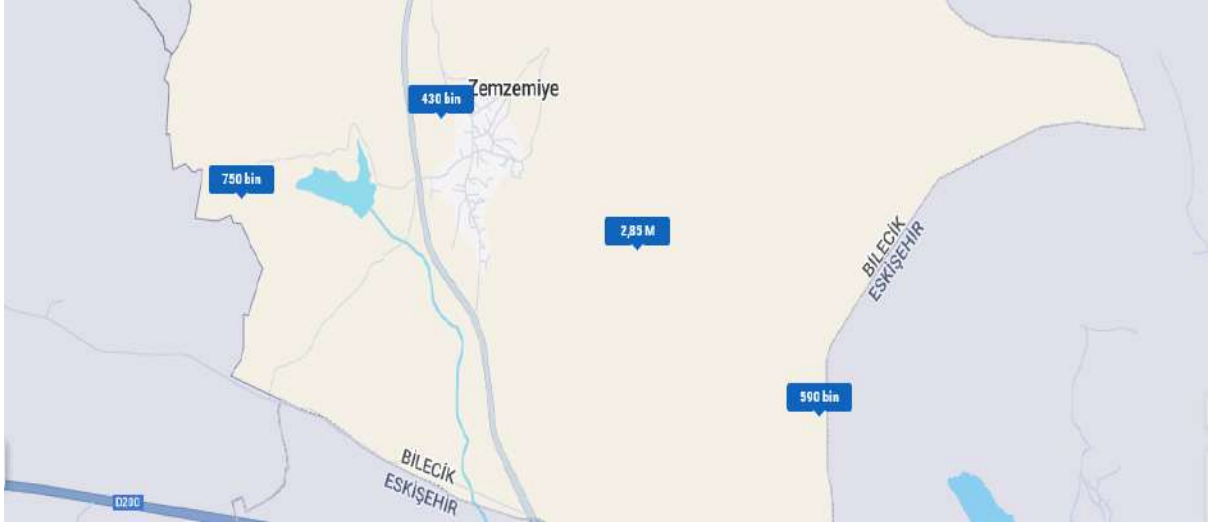 Zemzemiye
430 bin
750 bin
2,85 M
BİLECİK
ESKİŞEHİR
590 bin
BİLECİK
ESKİŞEHİR
D200